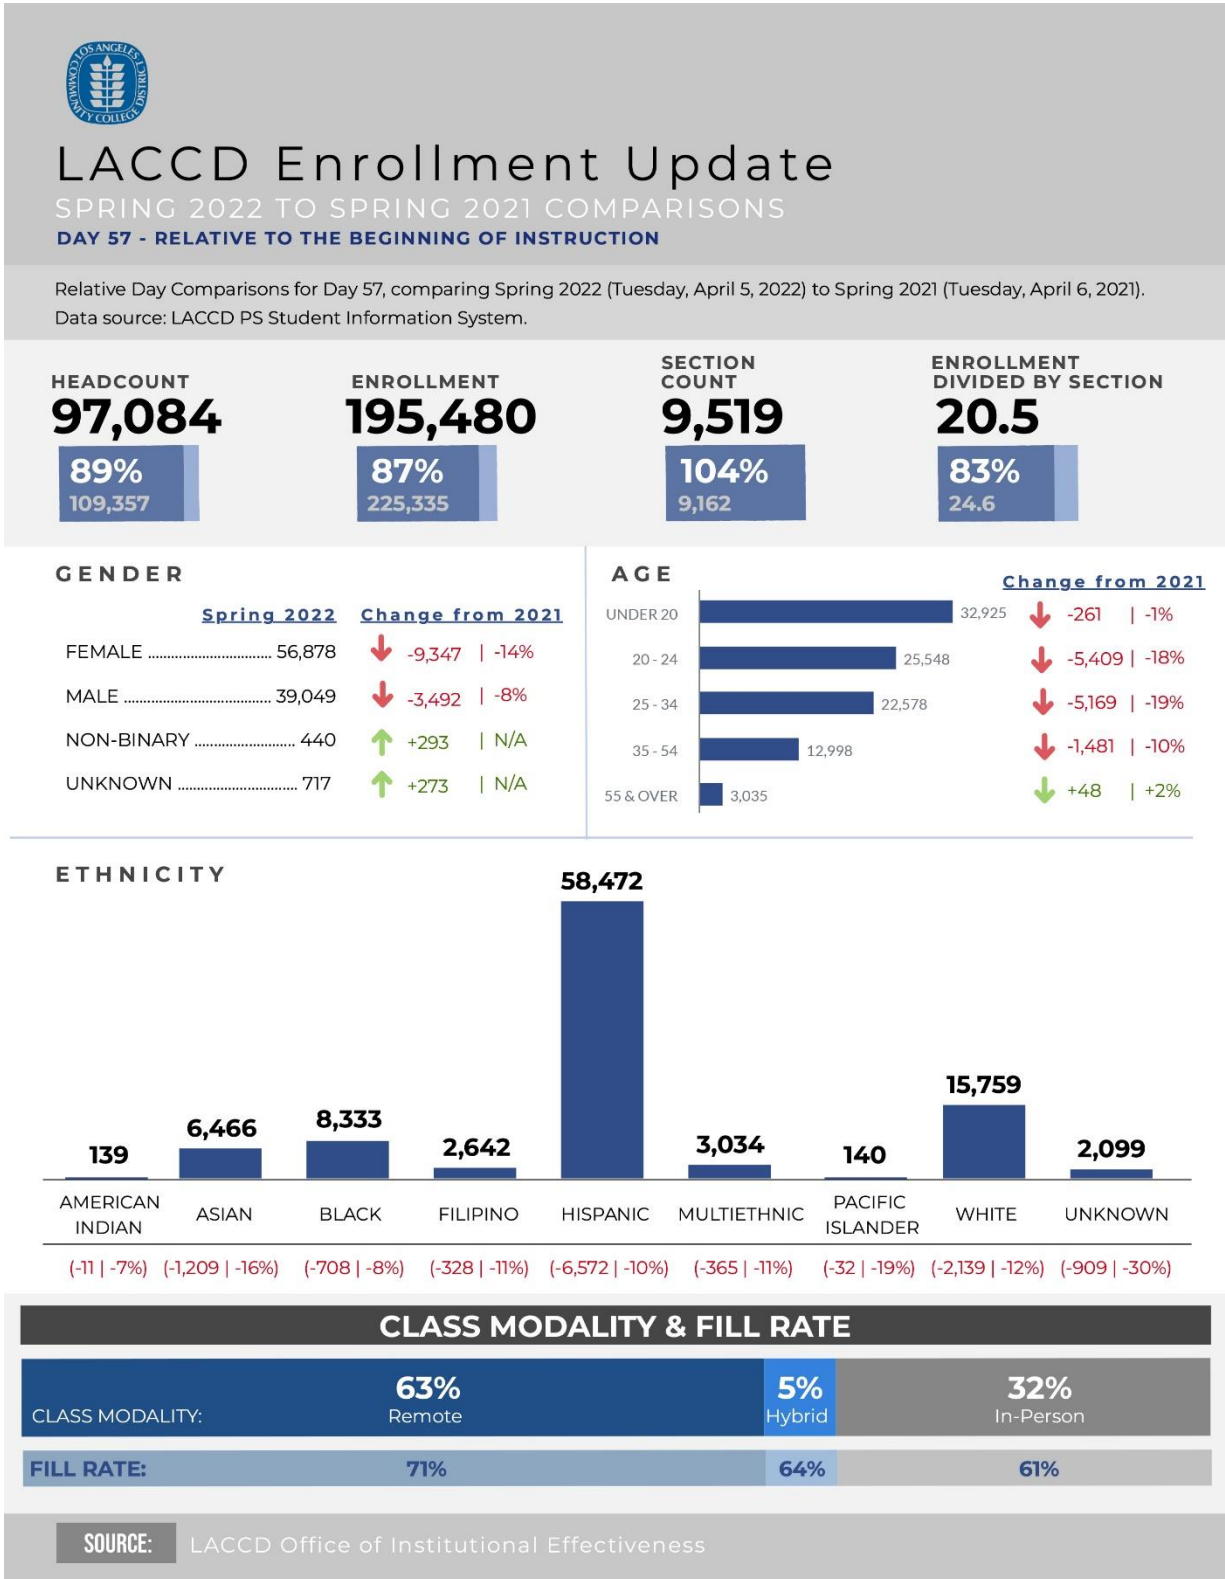 LOS ANGELES
COMMUNITY COLLEGE DISTRICT
LACCD Enrollment Update
SPRING 2022 TO SPRING 2021 COMPARISONS
DAY 57 - RELATIVE TO THE BEGINNING OF INSTRUCTION
Relative Day Comparisons for Day 57, comparing Spring 2022 (Tuesday, April 5, 2022) to Spring 2021 (Tuesday, April 6, 2021).
Data source: LACCD PS Student Information System.
HEADCOUNT
97,084
89%
109,357
ENROLLMENT
195,480
87%
225,335
SECTION
COUNT
9,519
104%
9,162
ENROLLMENT
DIVIDED BY SECTION
20.5
83%
24.6
GENDER
Spring 2022 Change from 2021
FEMALE ................................ 56,878 -9,347 | -14%
MALE ...................................... 39,049 -3,492 | -8%
NON-BINARY .......................... 440 +293 | N/A
UNKNOWN ............................... 717 +273 | N/A
AGE
Change from 2021
UNDER 20 32,925 -261 | -1%
20 - 24 25,548 -5,409 | -18%
25 - 34 22,578 -5,169 | -19%
35 - 54 12,998 -1,481 | -10%
55 & OVER 3,035 +48 | +2%
ETHNICITY
139 6,466 8,333 2,642 58,472 3,034 140 15,759 2,099
AMERICAN
INDIAN
ASIAN
BLACK
FILIPINO
HISPANIC
MULTIETHNIC
PACIFIC
ISLANDER
WHITE
UNKNOWN
(-11 | -7%) (-1,209 | -16%) (-708 | -8%) (-328 | -11%) (-6,572 | -10%) (-365 | -11%) (-32 | -19%) (-2,139 | -12%) (-909 | -30%)
CLASS MODALITY & FILL RATE
CLASS MODALITY:
63%
Remote
5%
Hybrid
32%
In-Person
FILL RATE: 71% 64% 61%
SOURCE: LACCD Office of Institutional Effectiveness